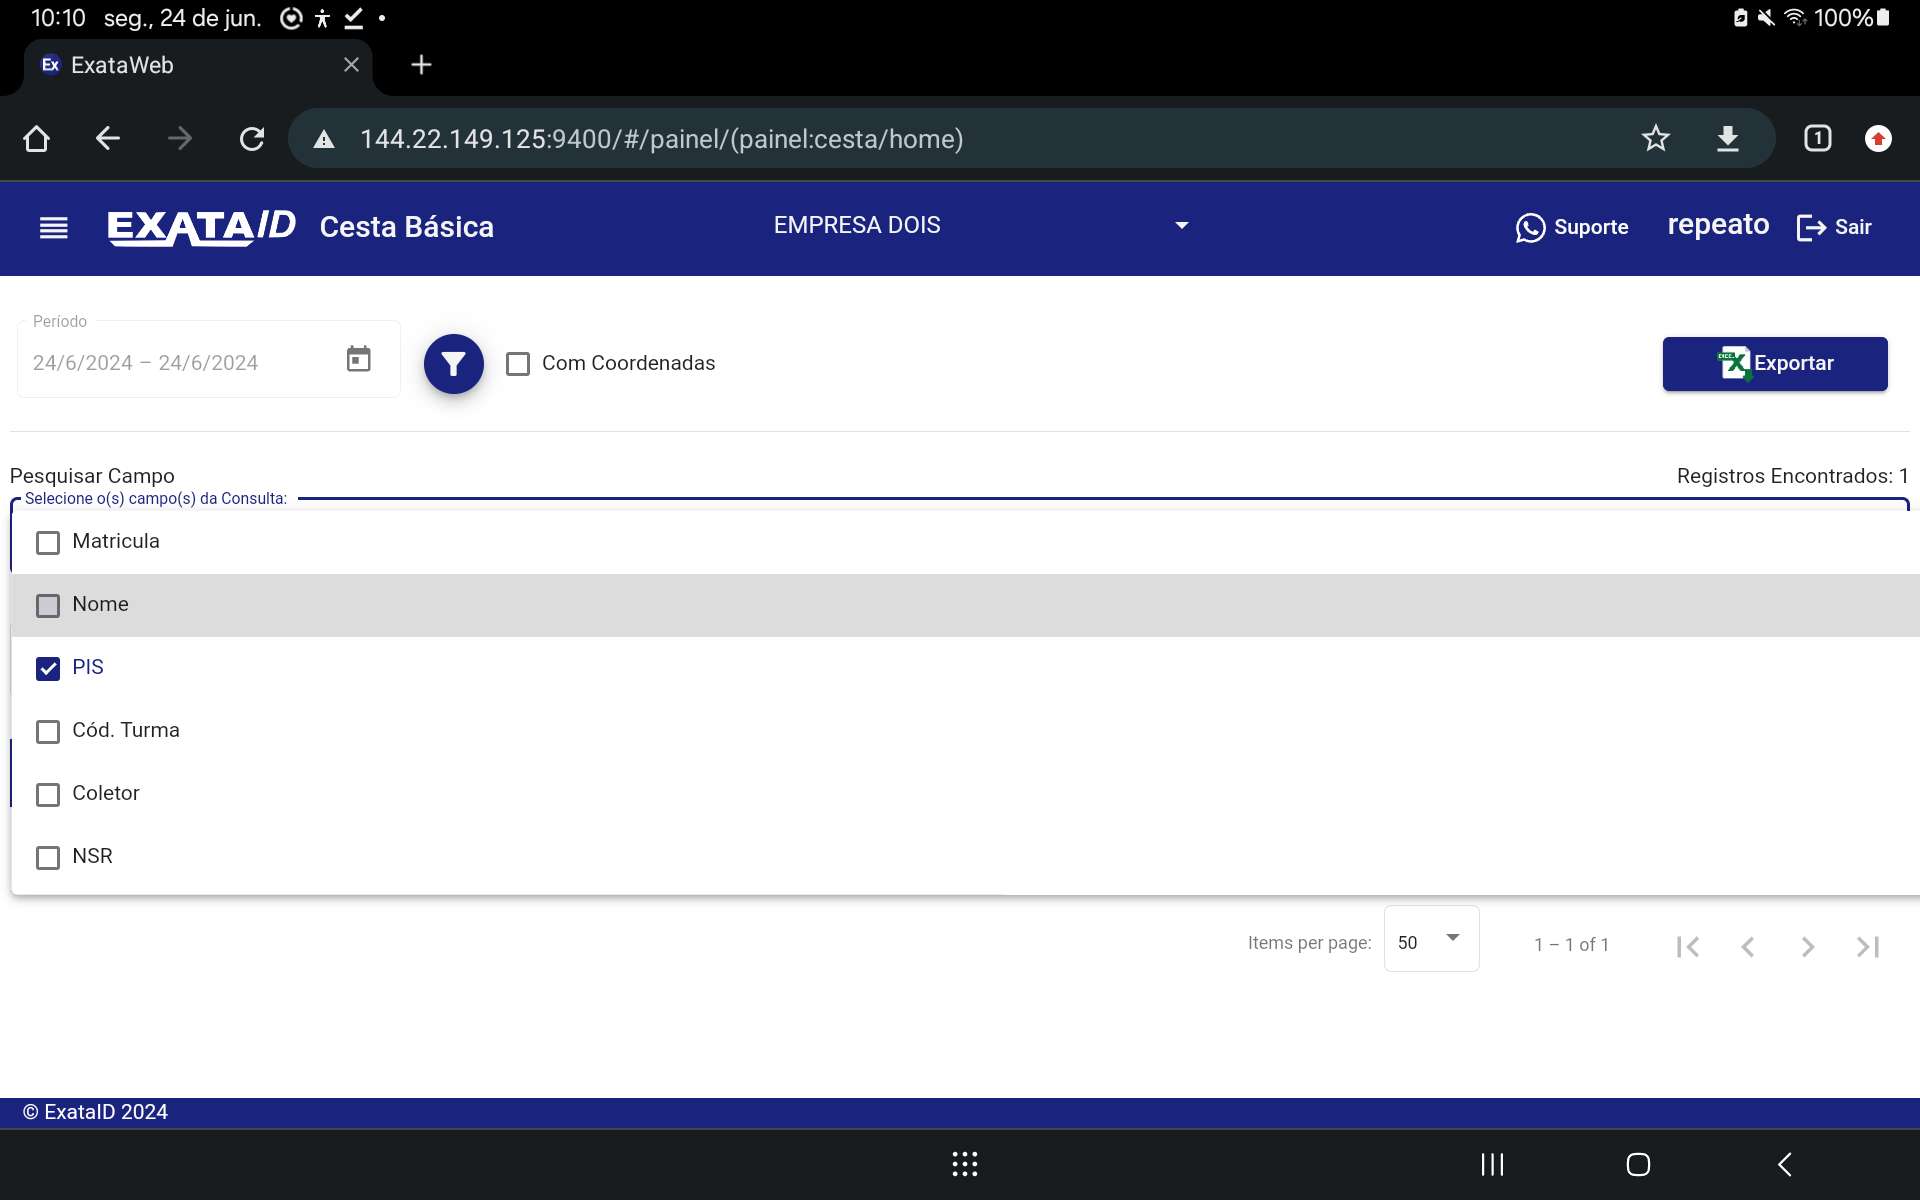 10:10 seg., 24 de jun.
100%
Ex ExataWeb
144.22.149.125:9400/#/painel/(painel:cesta/home)
1
EXATAID Cesta Básica EMPRESA DOIS Suporte repeato Sair
Período
24/6/2024 – 24/6/2024
Com Coordenadas
Exportar
Pesquisar Campo
Registros Encontrados: 1
Selecione o(s) campo(s) da Consulta:
Matricula
Nome
PIS
Cód. Turma
Coletor
NSR
Items per page: 50 1 – 1 of 1
© ExataID 2024